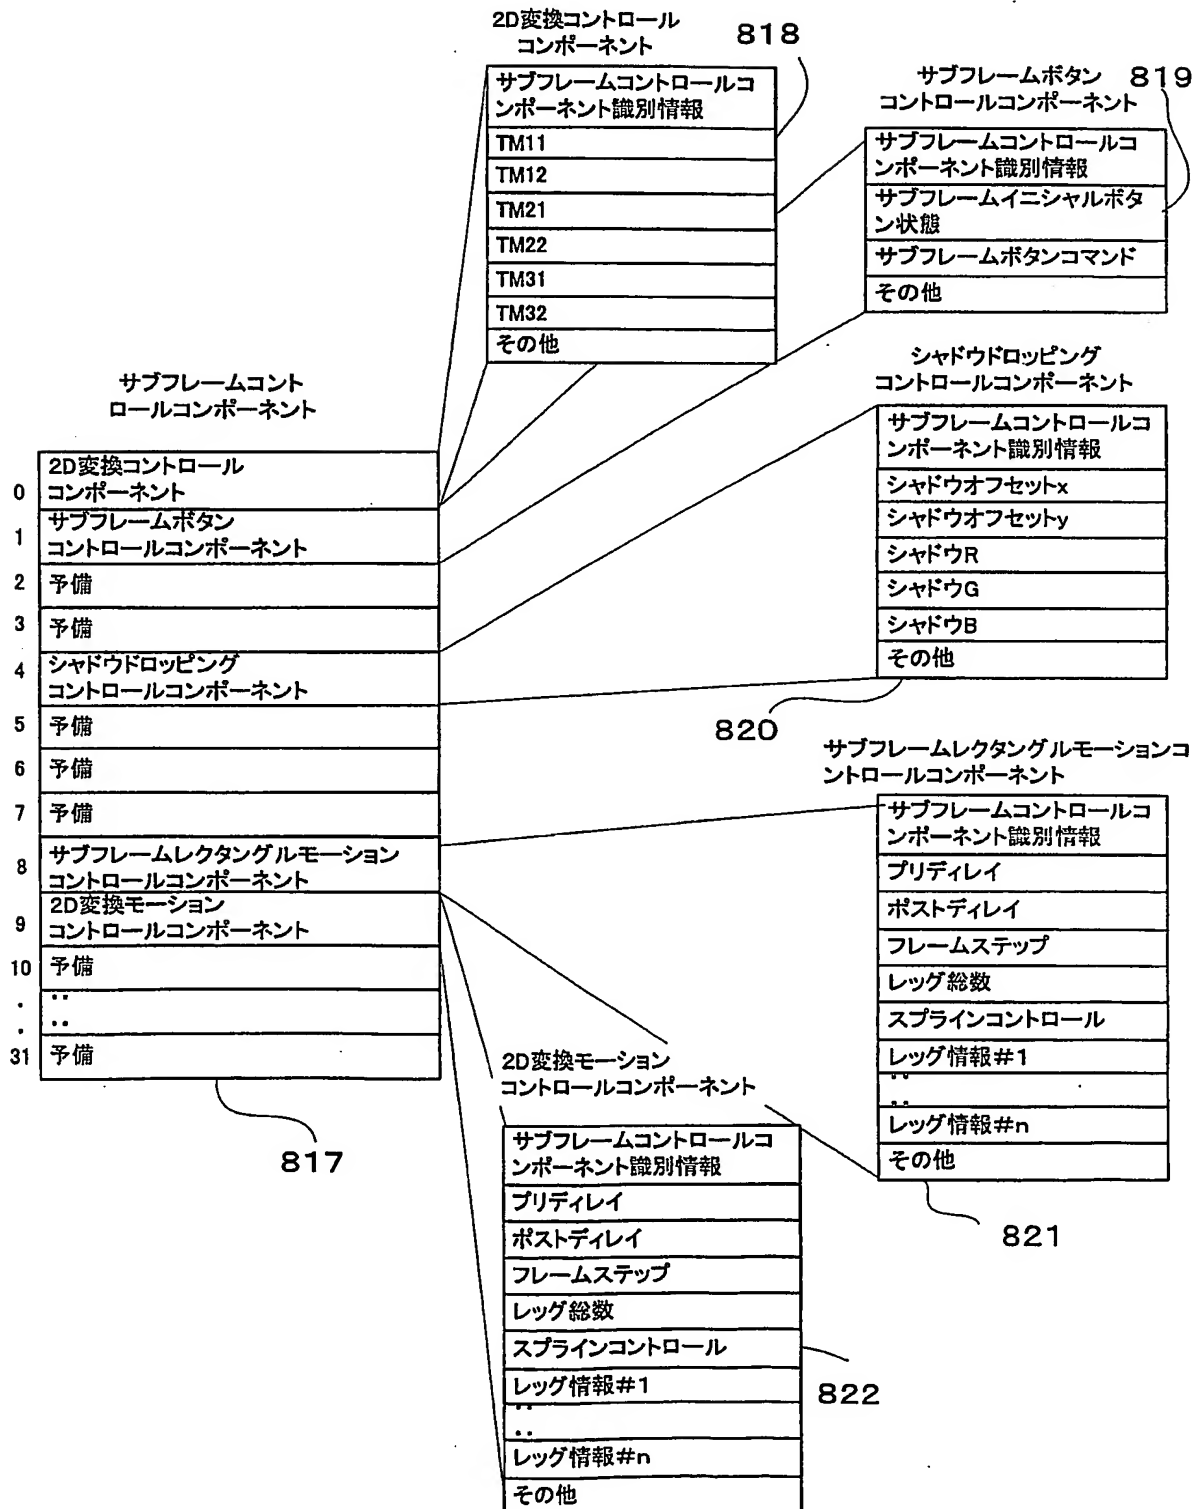 2D変換コントロール
コンポーネント
818
サブフレームコントロールコ
ンポーネント識別情報
TM11
TM12
TM21
TM22
TM31
TM32
その他
サブフレームボタン
コントロールコンポーネント
819
サブフレームコントロールコ
ンポーネント識別情報
サブフレームイニシャルボタ
ン状態
サブフレームボタンコマンド
その他
シャドウドロッピング
コントロールコンポーネント
サブフレームコントロールコ
ンポーネント識別情報
シャドウオフセットx
シャドウオフセットy
シャドウR
シャドウG
シャドウB
その他
820
サブフレームコント
ロールコンポーネント
0 2D変換コントロール
コンポーネント
1 サブフレームボタン
コントロールコンポーネント
2 予備
3 予備
4 シャドウドロッピング
コントロールコンポーネント
5 予備
6 予備
7 予備
8 サブフレームレクタングルモーション
コントロールコンポーネント
9 2D変換モーション
コントロールコンポーネント
10 予備
31 予備
817
サブフレームレクタングルモーションコ
ントロールコンポーネント
サブフレームコントロールコ
ンポーネント識別情報
プリディレイ
ポストディレイ
フレームステップ
レッグ総数
スプラインコントロール
レッグ情報#1
レッグ情報#n
その他
821
2D変換モーション
コントロールコンポーネント
サブフレームコントロールコ
ンポーネント識別情報
プリディレイ
ポストディレイ
フレームステップ
レッグ総数
スプラインコントロール
レッグ情報#1
レッグ情報#n
その他
822